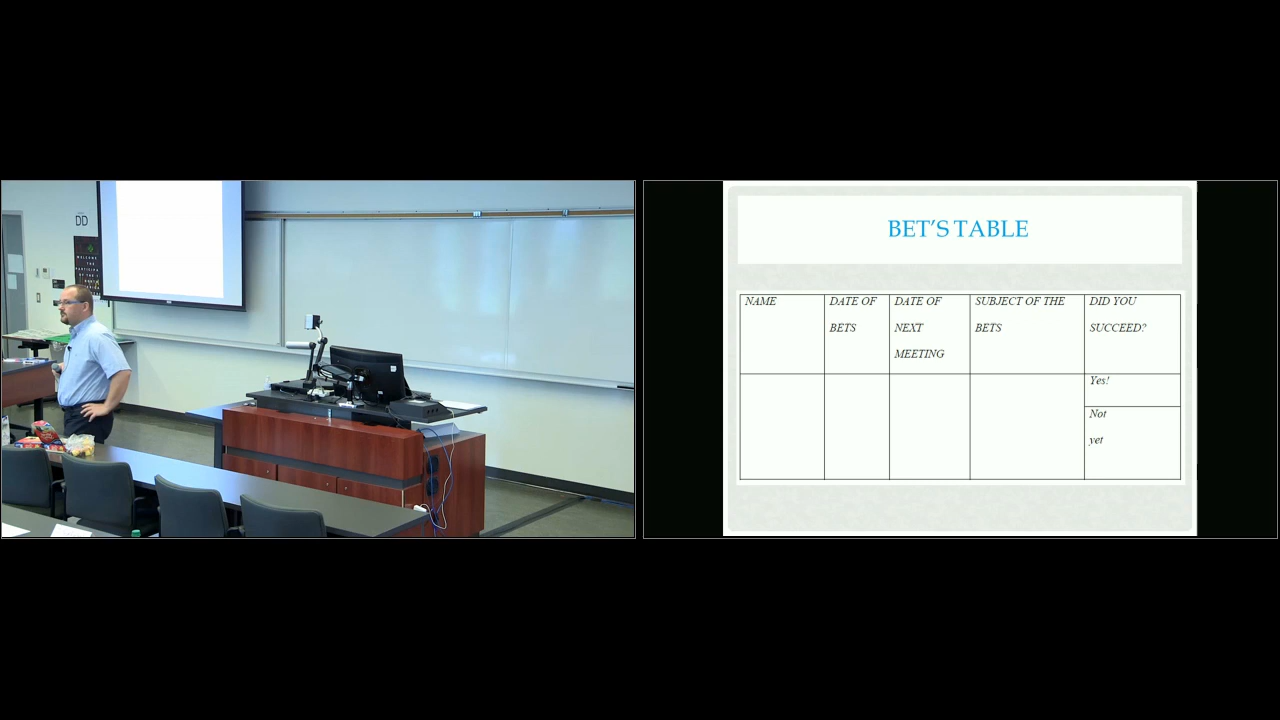 DD
WELCOME
BET'S TABLE
NAME
DATE OF
BETS
DATE OF
NEXT
MEETING
SUBJECT OF THE
BETS
DID YOU
SUCCEED?
Yes!
Not
yet